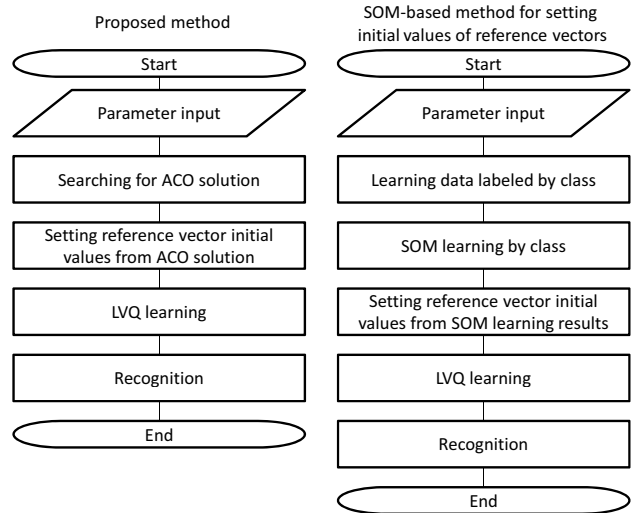 Proposed method
Start
Parameter input
Searching for ACO solution
Setting reference vector initial
values from ACO solution
LVQ learning
Recognition
End
SOM-based method for setting
initial values of reference vectors
Start
Parameter input
Learning data labeled by class
SOM learning by class
Setting reference vector initial
values from SOM learning results
LVQ learning
Recognition
End